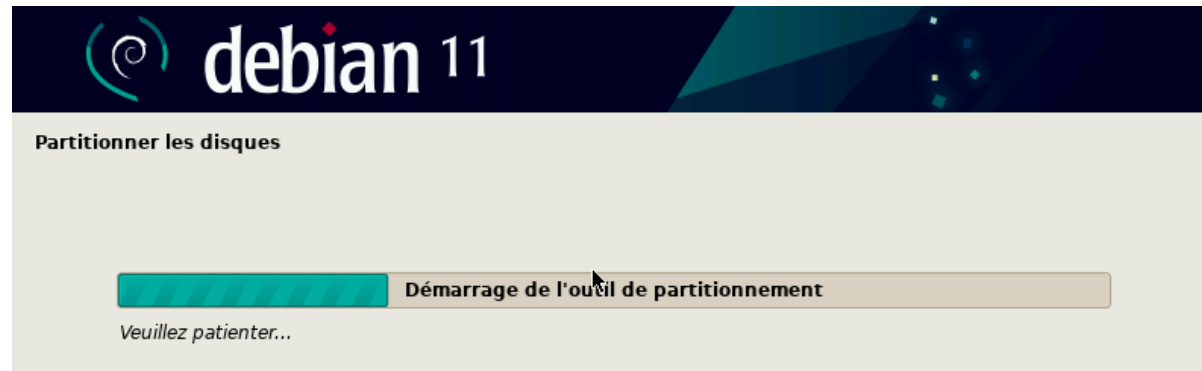 debian 11
Partitionner les disques
Démarrage de l'outil de partitionnement
Veuillez patienter...